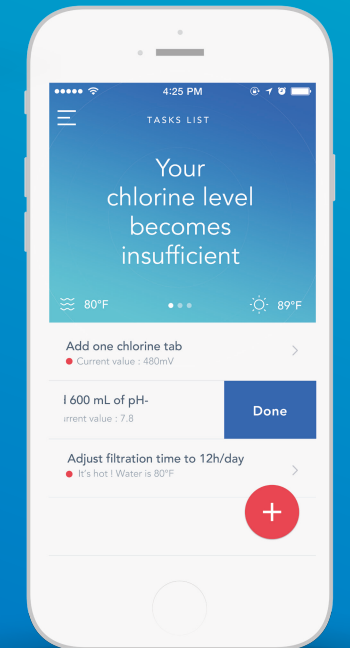 4:25 PM
TASKS LIST
Your
chlorine level
becomes
insufficient
80°F
89°F
Add one chlorine tab
Current value : 480mV
l 600 mL of pH-
ırrent value : 7.8
Done
Adjust filtration time to 12h/day
It's hot ! Water is 80°F
+